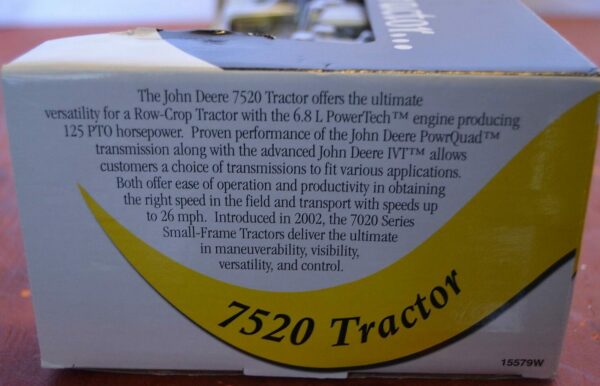 The John Deere 7520 Tractor offers the ultimate
versatility for a Row-Crop Tractor with the 6.8 L PowerTech™ engine producing
125 PTO horsepower. Proven performance of the John Deere PowrQuad™
transmission along with the advanced John Deere IVT™ allows
customers a choice of transmissions to fit various applications.
Both offer ease of operation and productivity in obtaining
the right speed in the field and transport with speeds up
to 26 mph. Introduced in 2002, the 7020 Series
Small-Frame Tractors deliver the ultimate
in maneuverability, visibility,
versatility, and control.
7520 Tractor
15579W